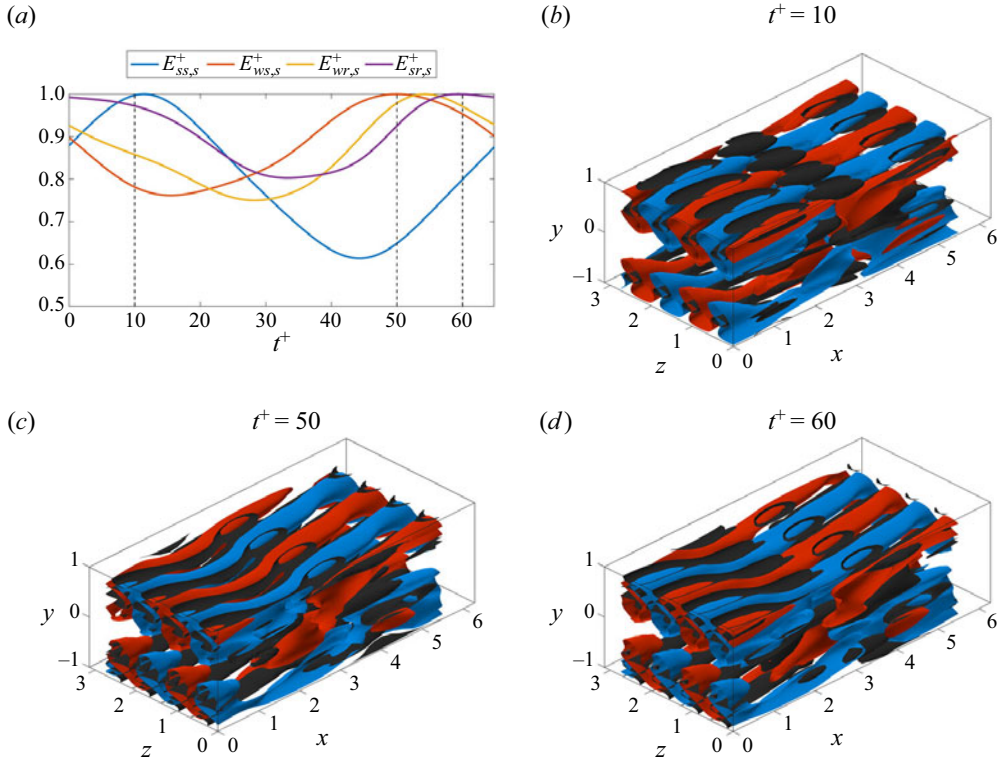 (a)
E⁺ss,s E⁺ws,s E⁺wr,s E⁺sr,s
1.0
0.9
0.8
0.7
0.6
0.5
0 10 20 30 40 50 60
t⁺
(b) t⁺ = 10
1
y 0
−1
3 2 1 0
z
0 1 2 3 4 5 6
x
(c) t⁺ = 50
1
y 0
−1
3 2 1 0
z
0 1 2 3 4 5 6
x
(d) t⁺ = 60
1
y 0
−1
3 2 1 0
z
0 1 2 3 4 5 6
x